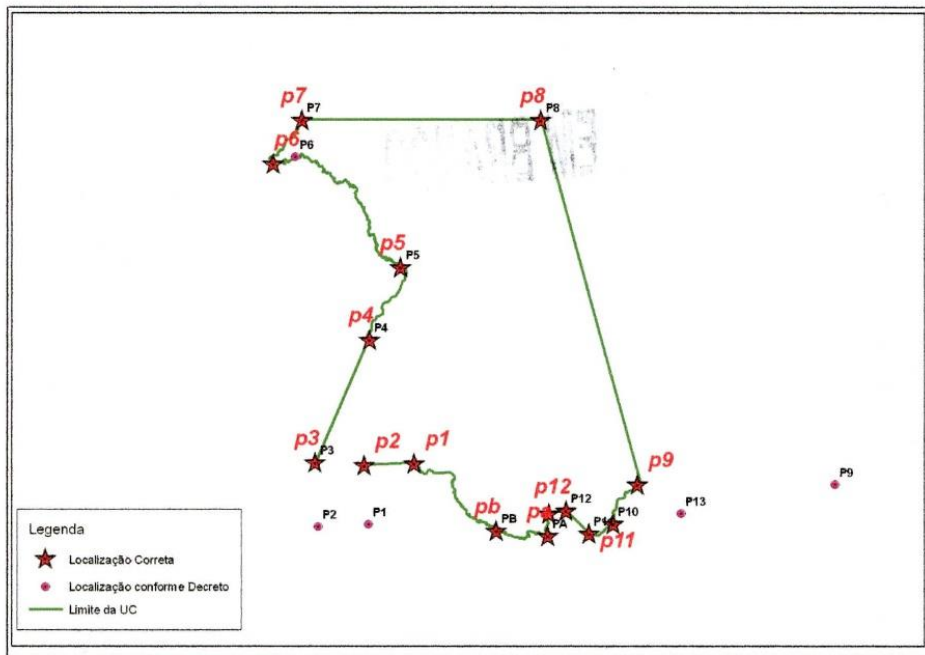 p7
P7
p8
P8
p6
P6
p5
P5
p4
P4
p3
P3
p2
p1
p9
P9
p12
P12
P13
pb
PB
PA
P10
p11
P2
P1
Legenda
Localização Correta
Localização conforme Decreto
Limite da UC